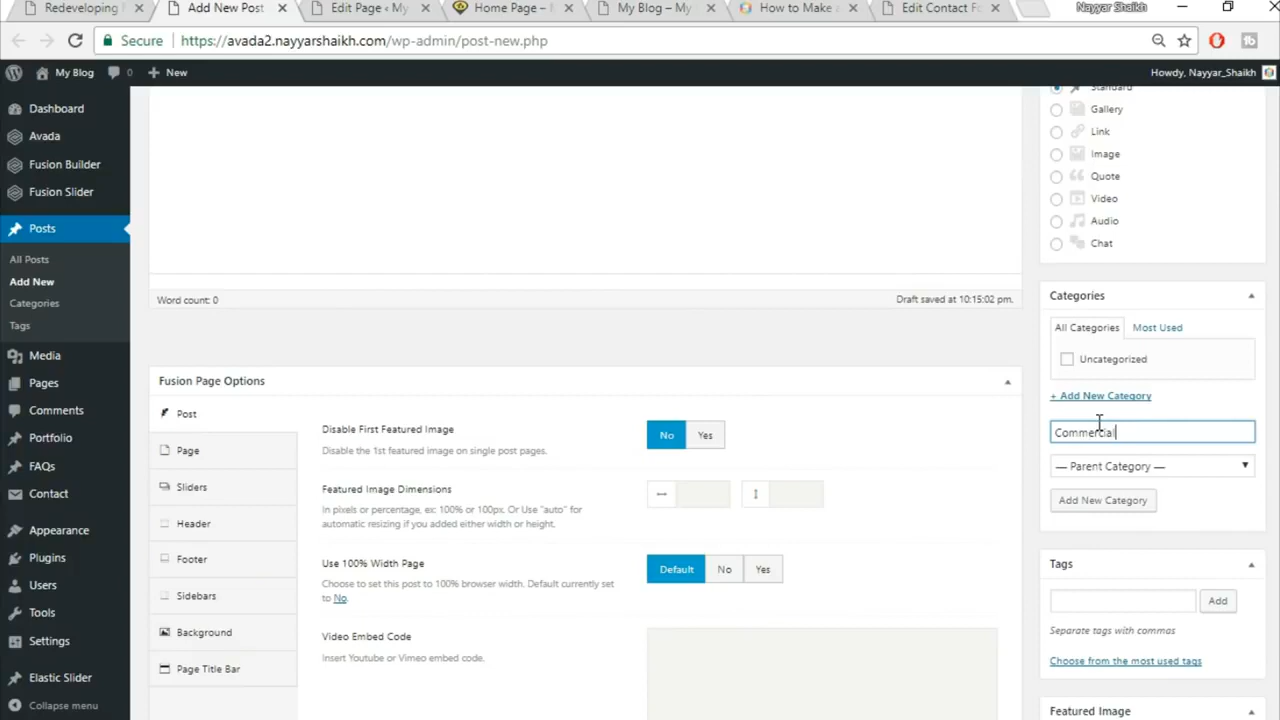 Redeveloping
Add New Post
Edit Page ‹ My
Home Page –
My Blog – My
How to Make
Edit Contact Fo
Nayyar Shaikh
Secure https://avada2.nayyarshaikh.com/wp-admin/post-new.php
My Blog 0 + New
Howdy, Nayyar_Shaikh
Dashboard
Avada
Fusion Builder
Fusion Slider
Posts
All Posts
Add New
Categories
Tags
Media
Pages
Comments
Portfolio
FAQs
Contact
Appearance
Plugins
Users
Tools
Settings
Elastic Slider
Collapse menu
Word count: 0
Draft saved at 10:15:02 pm.
Fusion Page Options
Post
Page
Sliders
Header
Footer
Sidebars
Background
Page Title Bar
Disable First Featured Image
Disable the 1st featured image on single post pages.
No Yes
Featured Image Dimensions
In pixels or percentage, ex: 100% or 100px. Or Use "auto" for
automatic resizing if you added either width or height.
Use 100% Width Page
Choose to set this post to 100% browser width. Default currently set
to No.
Default No Yes
Video Embed Code
Insert Youtube or Vimeo embed code.
Standard
Gallery
Link
Image
Quote
Video
Audio
Chat
Categories
All Categories
Most Used
Uncategorized
+ Add New Category
Commercial
— Parent Category —
Add New Category
Tags
Add
Separate tags with commas
Choose from the most used tags
Featured Image